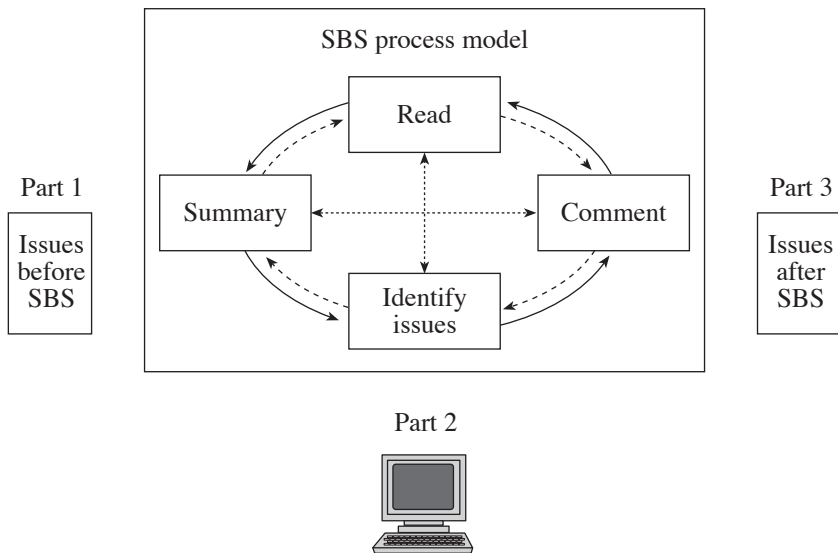 SBS process model
Read
Part 1
Summary
Comment
Part 3
Issues
before
SBS
Identify
issues
Issues
after
SBS
Part 2